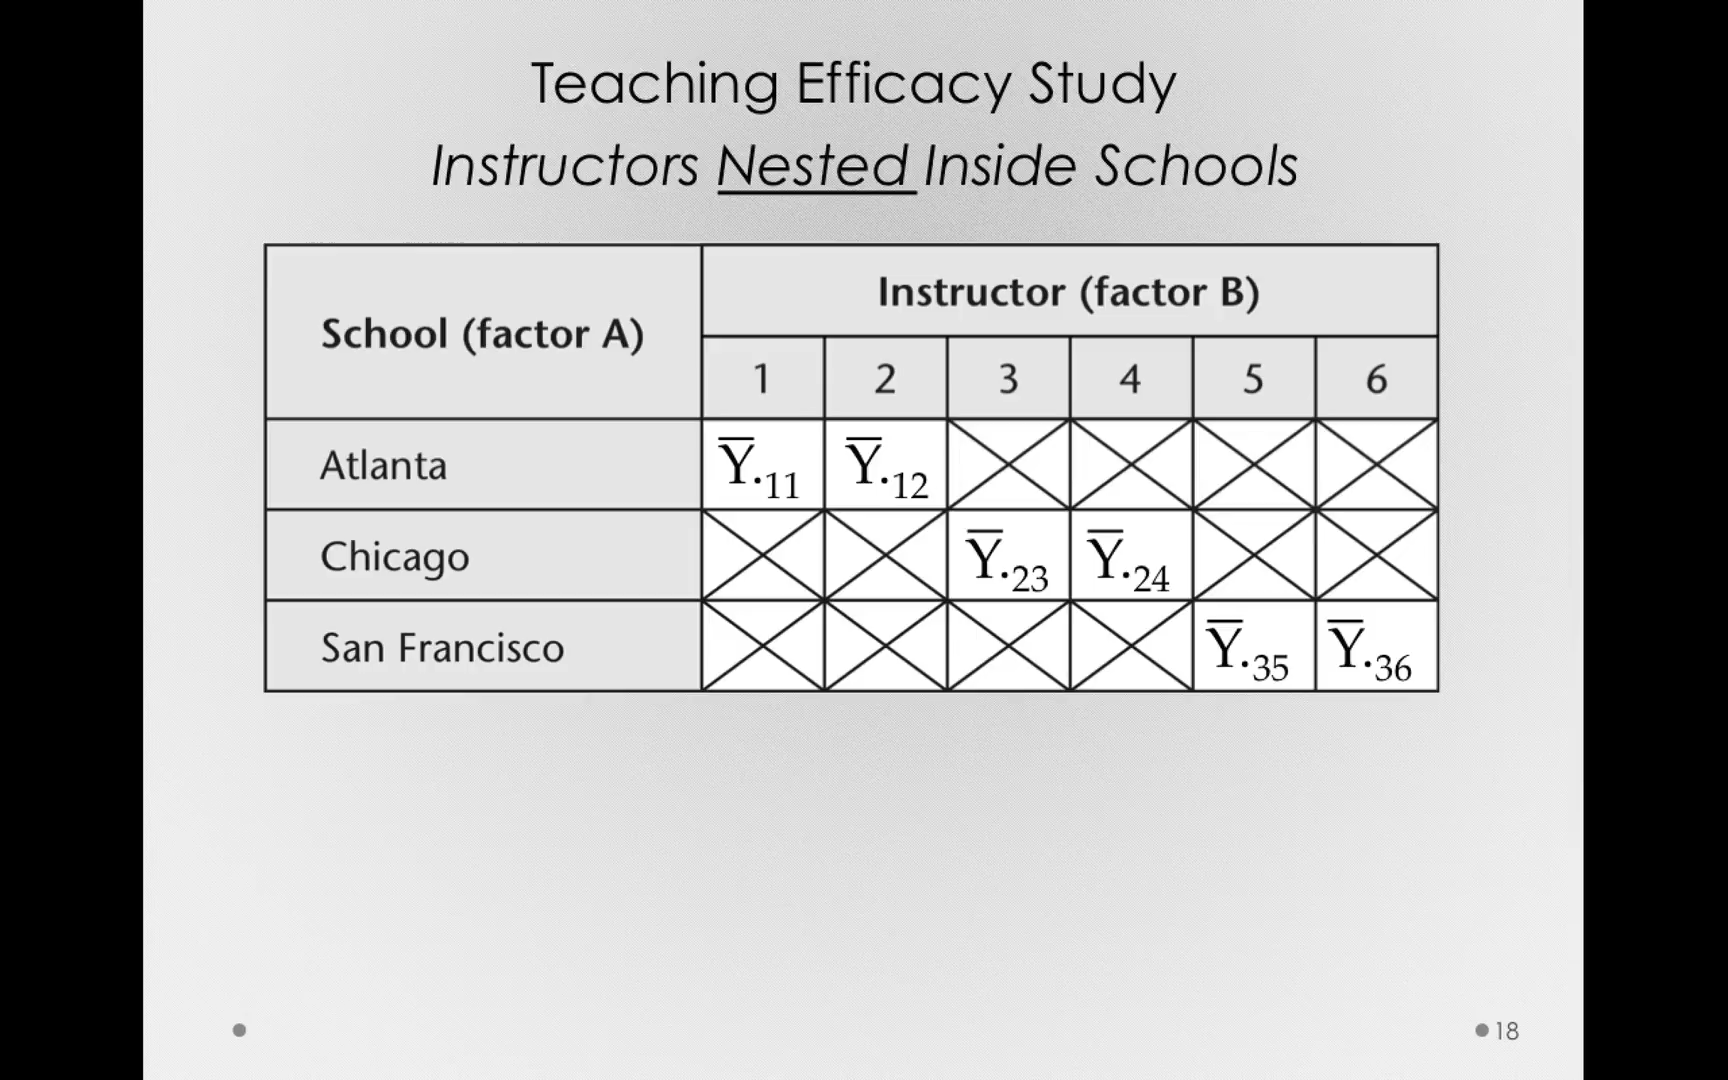 Teaching Efficacy Study
Instructors Nested Inside Schools
School (factor A)
Instructor (factor B)
1 2 3 4 5 6
Atlanta Y̅.₁₁ Y̅.₁₂
Chicago Y̅.₂₃ Y̅.₂₄
San Francisco Y̅.₃₅ Y̅.₃₆
18